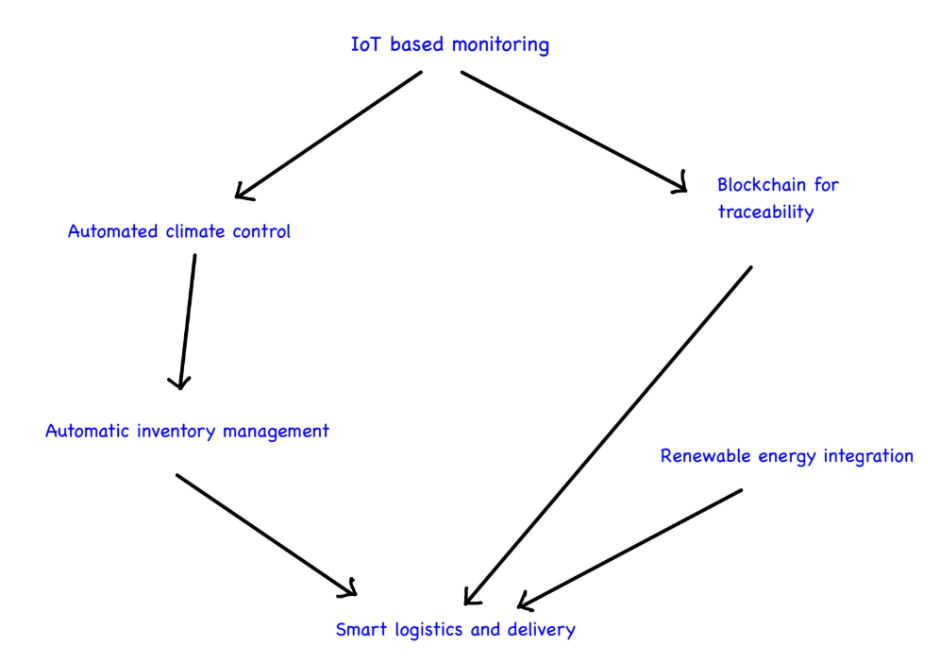 IoT based monitoring
Blockchain for
traceability
Automated climate control
Automatic inventory management
Renewable energy integration
Smart logistics and delivery